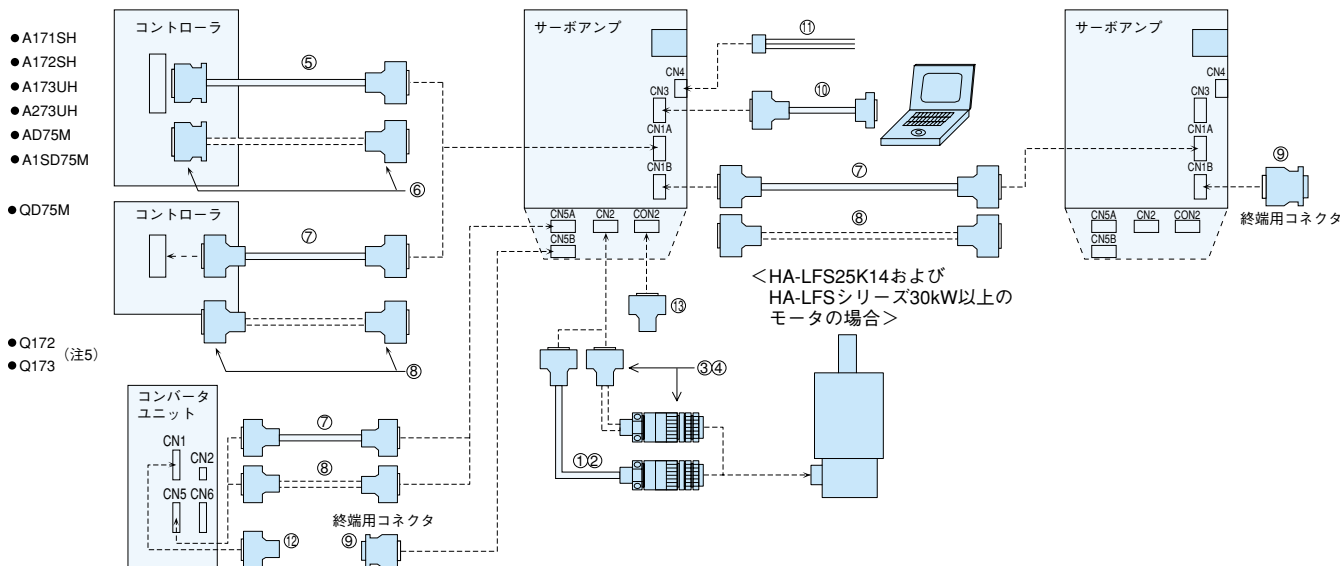 ● A171SH
● A172SH
● A173UH
● A273UH
● AD75M
● A1SD75M
● QD75M
● Q172
● Q173
(注5)
コントローラ
⑤
⑥
コントローラ
⑦
⑧
コンバータ
ユニット
CN1
CN2
CN5 CN6
⑦
⑧
⑫
終端用コネクタ
⑨
サーボアンプ
CN4
CN3
CN1A
CN1B
CN5A CN2 CON2
CN5B
⑪
⑩
⑦
⑧
⑬
③④
①②
<HA-LFS25K14および
HA-LFSシリーズ30kW以上の
モータの場合>
サーボアンプ
CN4
CN3
CN1A
CN1B
CN5A CN2 CON2
CN5B
⑨
終端用コネクタ